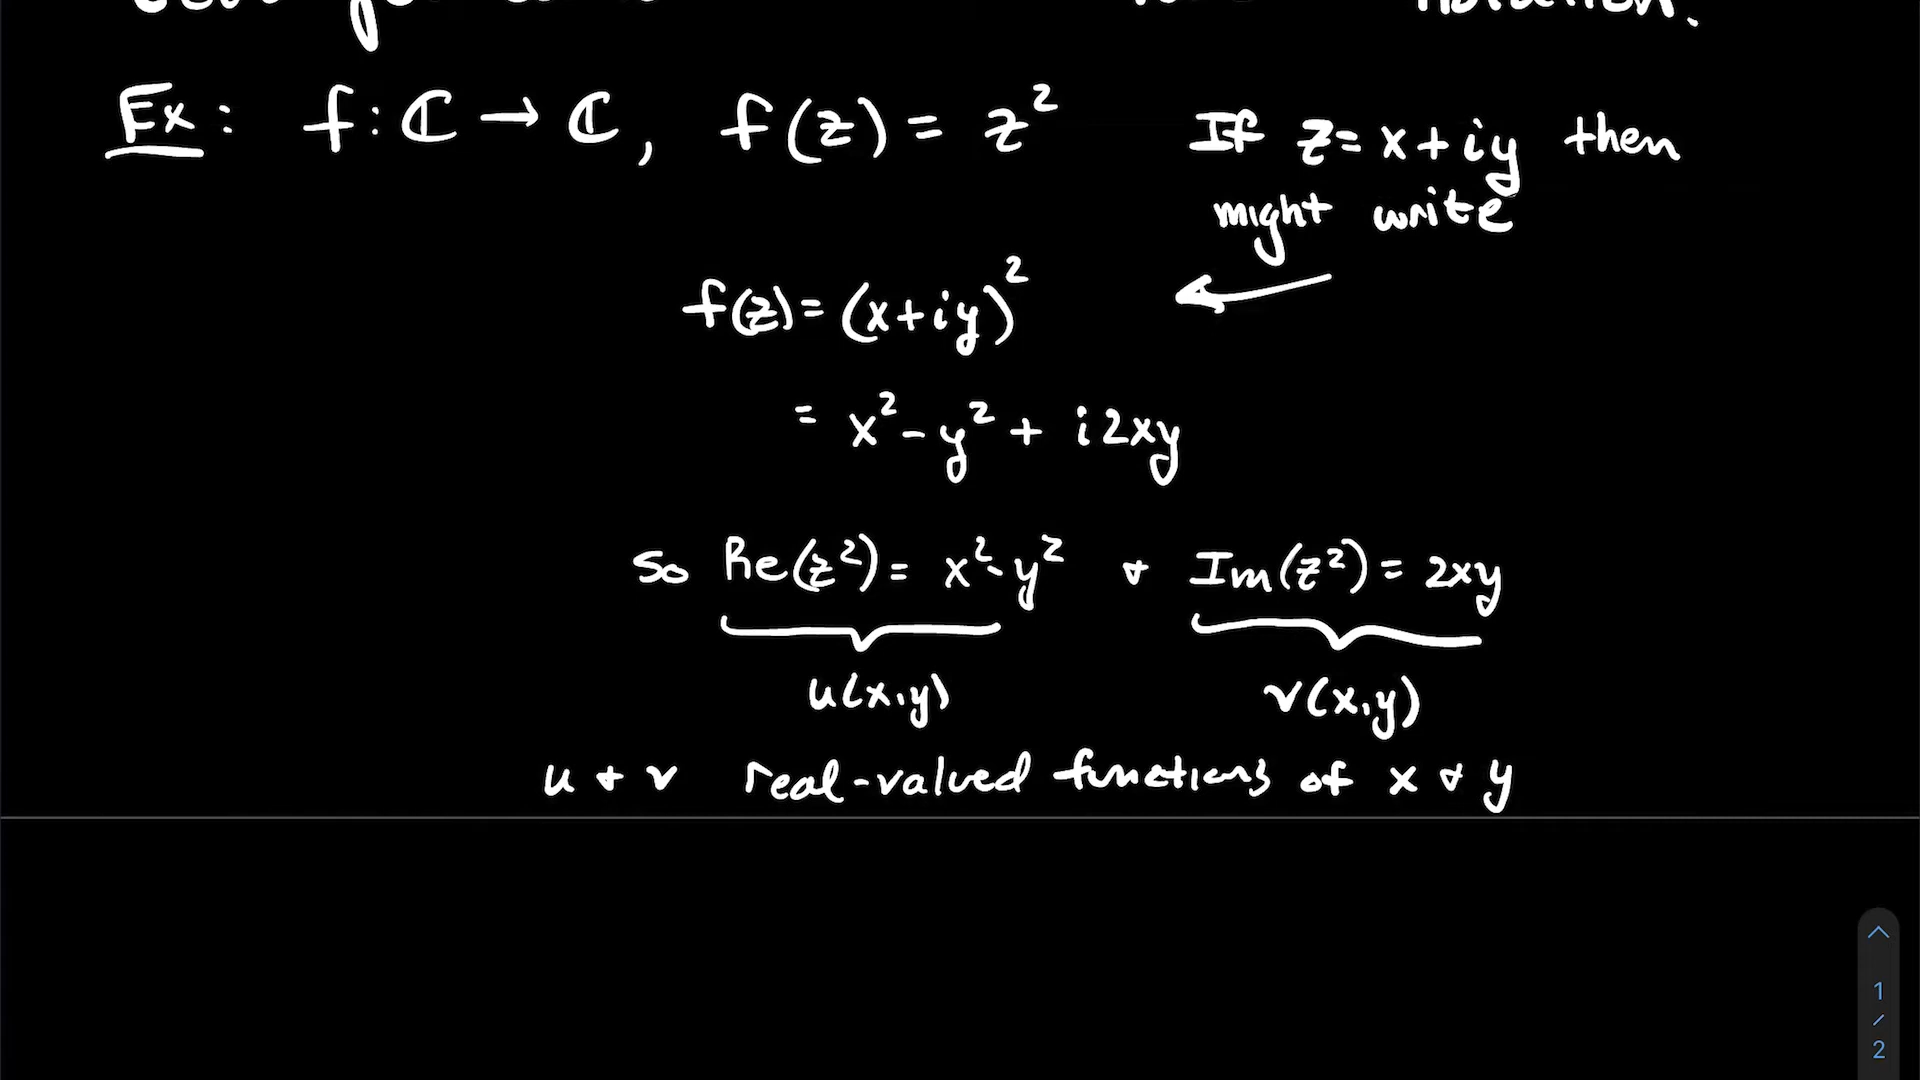 notation.
Ex: f: ℂ → ℂ, f(z) = z² If z = x + iy then
might write
f(z) = (x+iy)²
= x² - y² + i2xy
So Re(z²) = x² - y² & Im(z²) = 2xy
u(x,y) v(x,y)
u & v real-valued functions of x & y
1
/
2